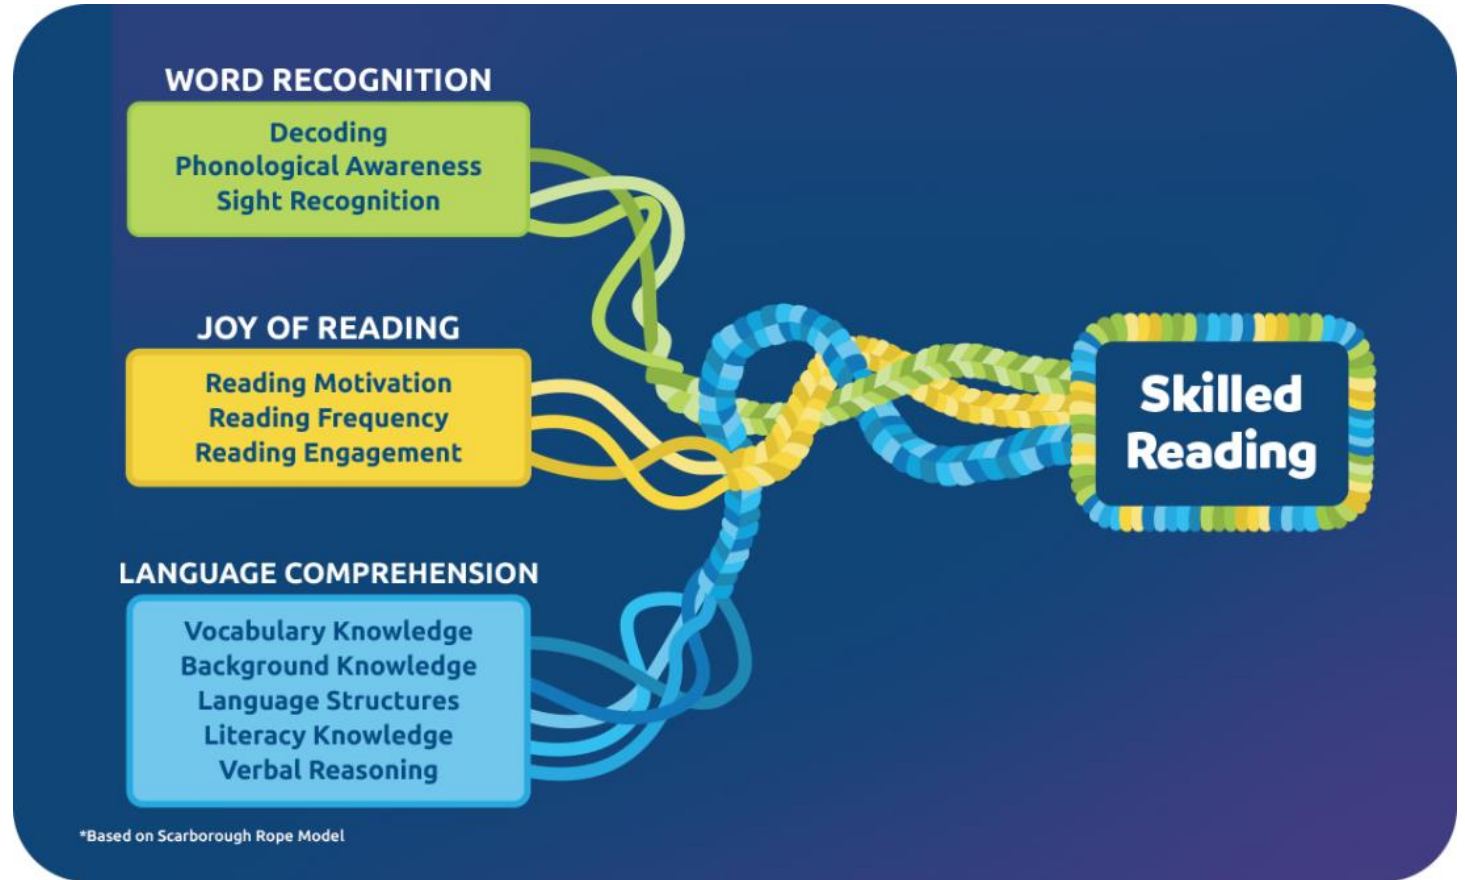 WORD RECOGNITION
Decoding
Phonological Awareness
Sight Recognition
JOY OF READING
Reading Motivation
Reading Frequency
Reading Engagement
LANGUAGE COMPREHENSION
Vocabulary Knowledge
Background Knowledge
Language Structures
Literacy Knowledge
Verbal Reasoning
Skilled
Reading
*Based on Scarborough Rope Model